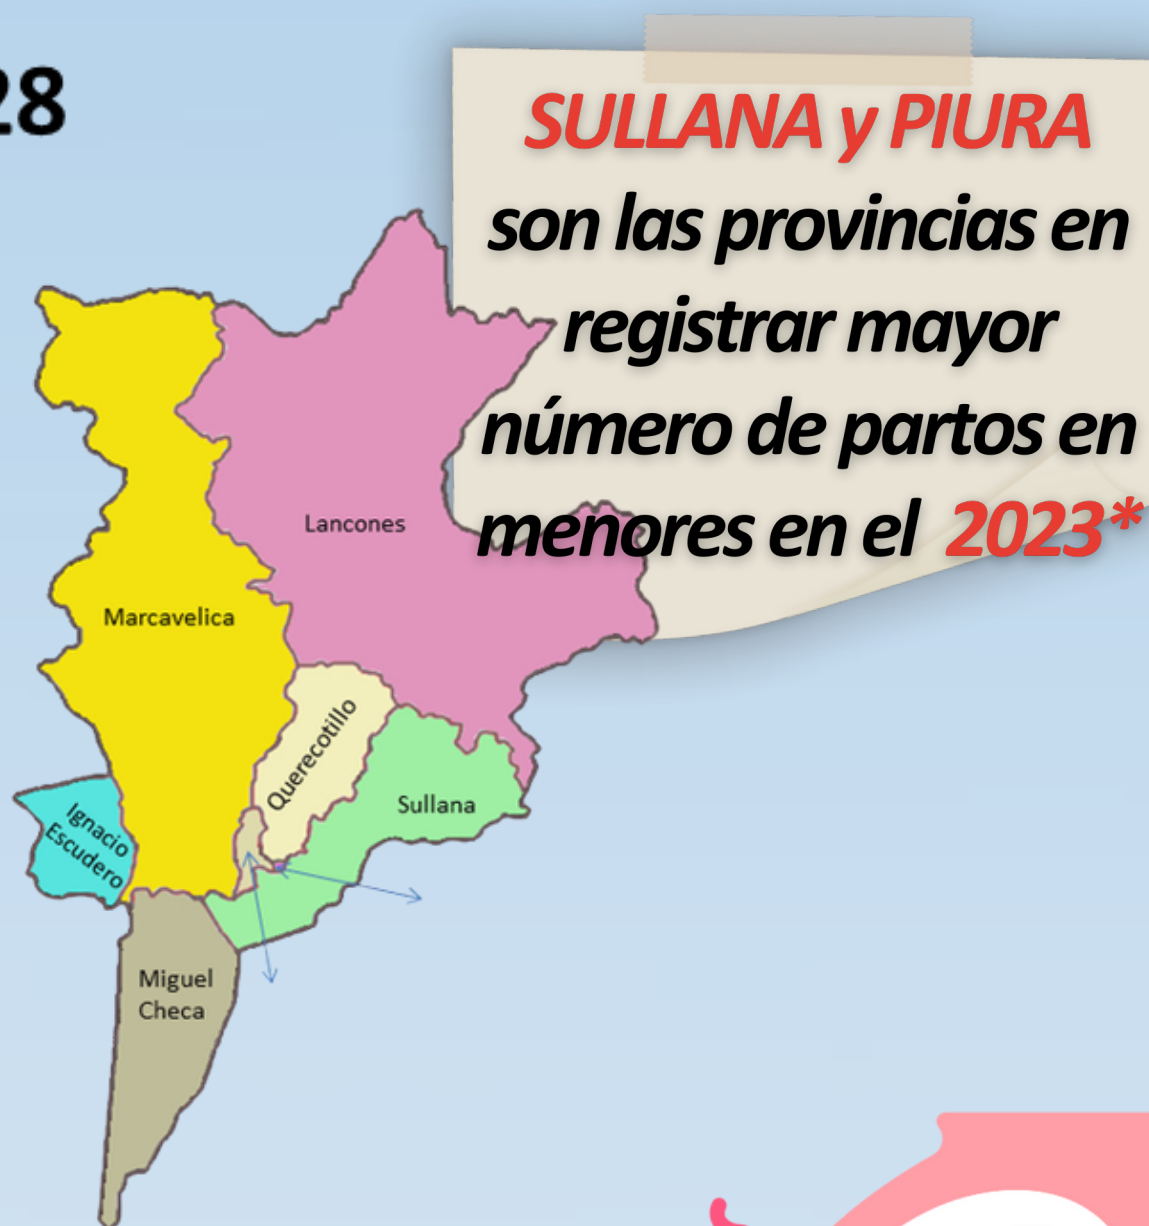 28
SULLANA y PIURA
son las provincias en
registrar mayor
número de partos en
menores en el 2023*
Lancones
Marcavelica
Querecotillo
Sullana
Ignacio
Escudero
Miguel
Checa